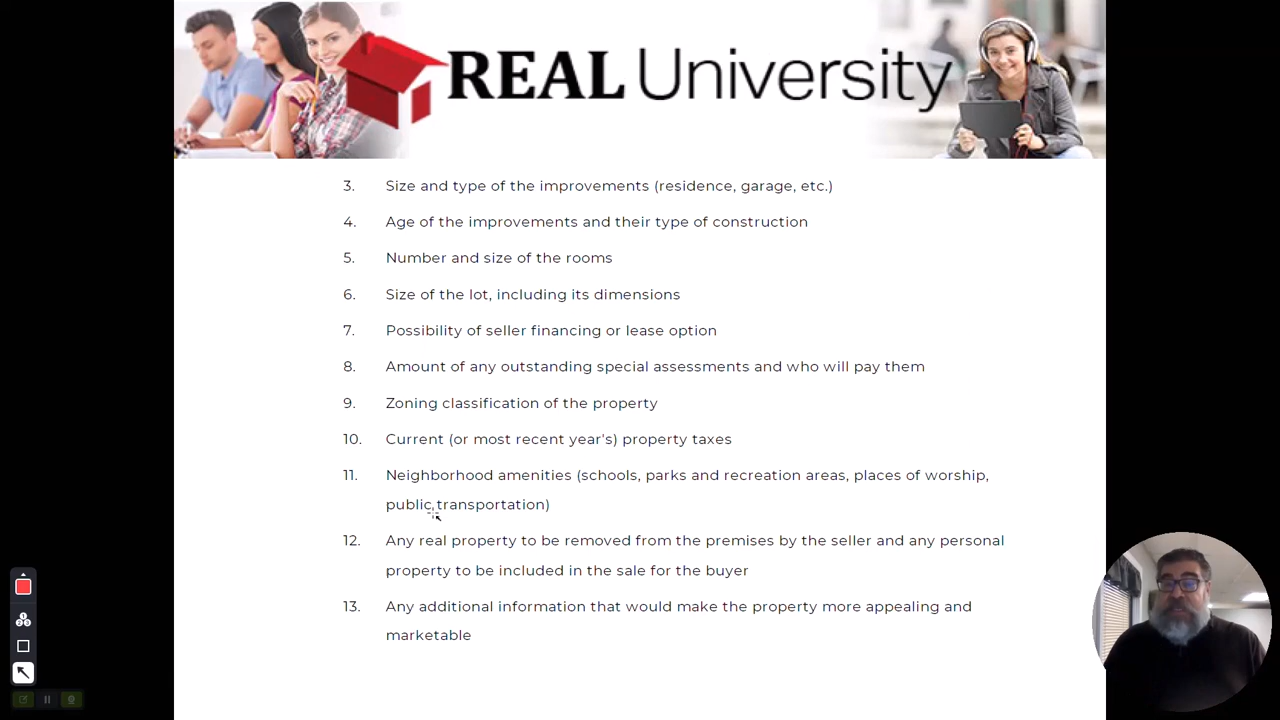 REAL University
3. Size and type of the improvements (residence, garage, etc.)
4. Age of the improvements and their type of construction
5. Number and size of the rooms
6. Size of the lot, including its dimensions
7. Possibility of seller financing or lease option
8. Amount of any outstanding special assessments and who will pay them
9. Zoning classification of the property
10. Current (or most recent year's) property taxes
11. Neighborhood amenities (schools, parks and recreation areas, places of worship,
public transportation)
12. Any real property to be removed from the premises by the seller and any personal
property to be included in the sale for the buyer
13. Any additional information that would make the property more appealing and
marketable